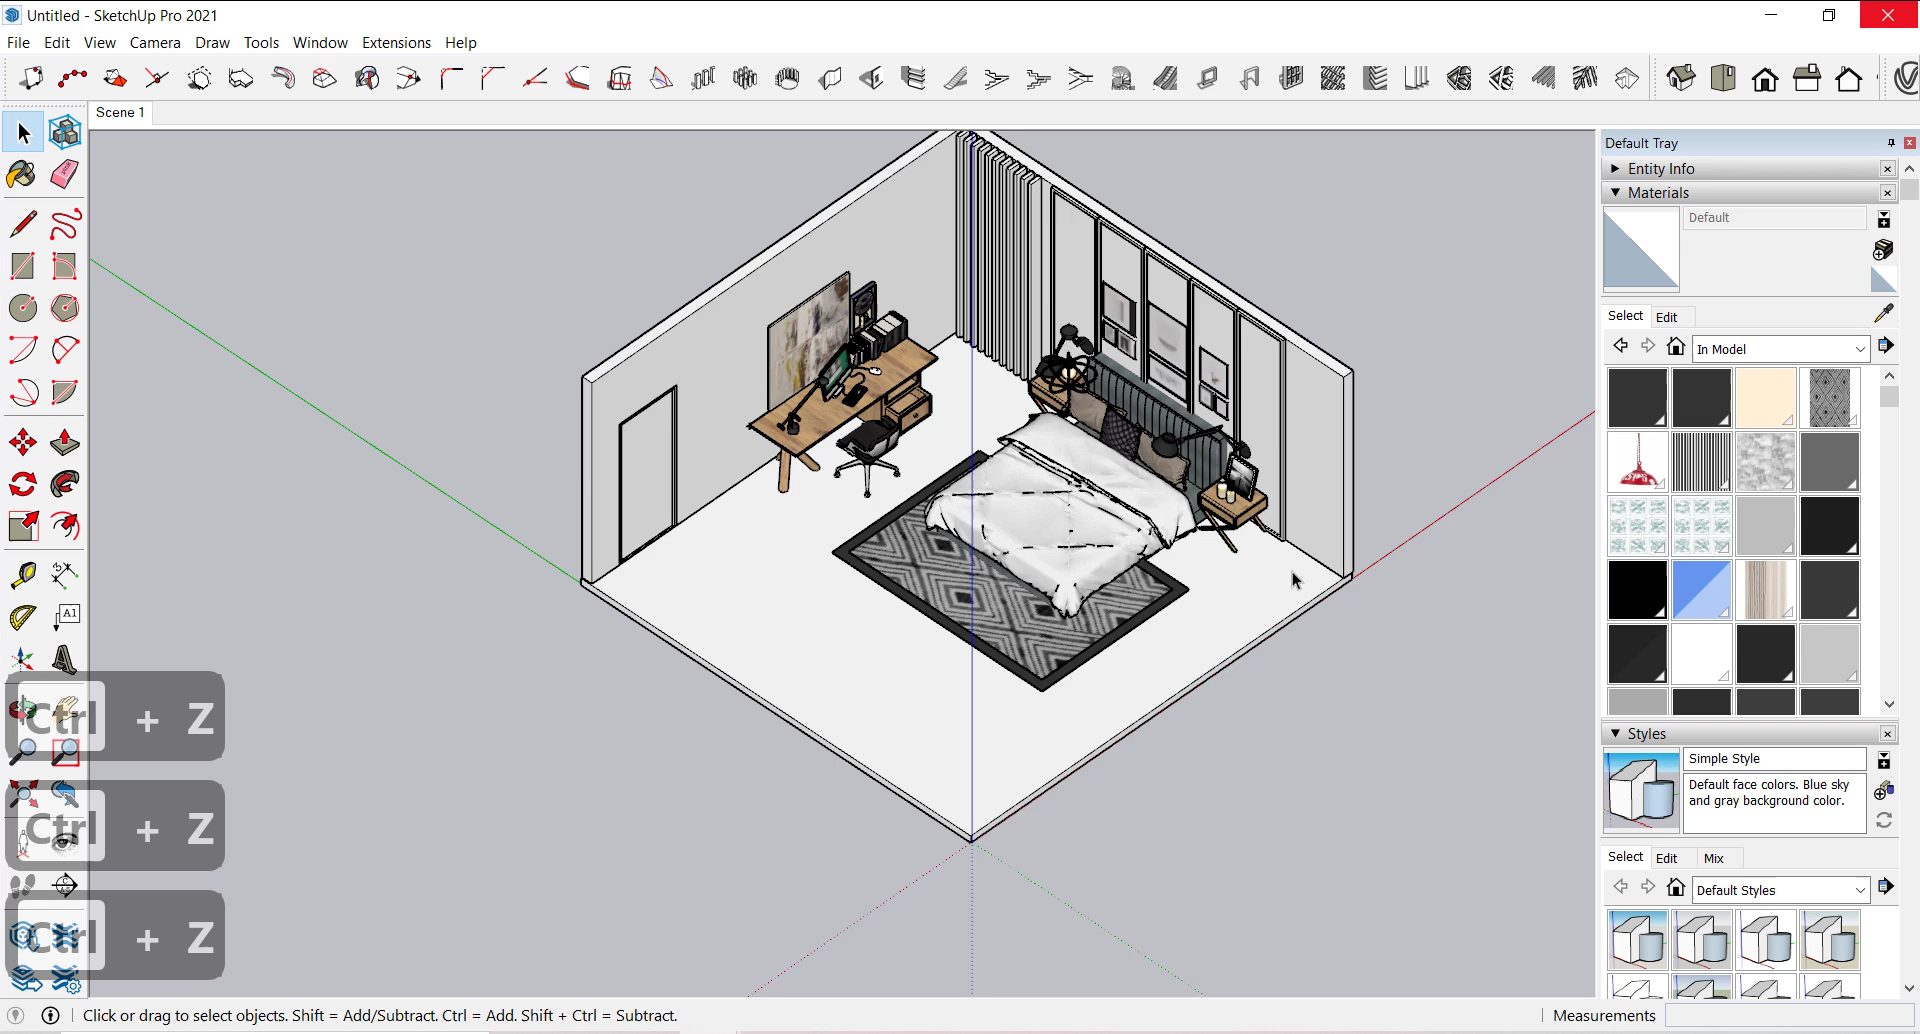 Untitled - SketchUp Pro 2021
File Edit View Camera Draw Tools Window Extensions Help
Scene 1
Default Tray
Entity Info
Materials
Default
Select Edit
In Model
A1
Ctrl + Z
Ctrl + Z
Ctrl + Z
Styles
Simple Style
Default face colors. Blue sky
and gray background color.
Select Edit Mix
Default Styles
Click or drag to select objects. Shift = Add/Subtract. Ctrl = Add. Shift + Ctrl = Subtract.
Measurements